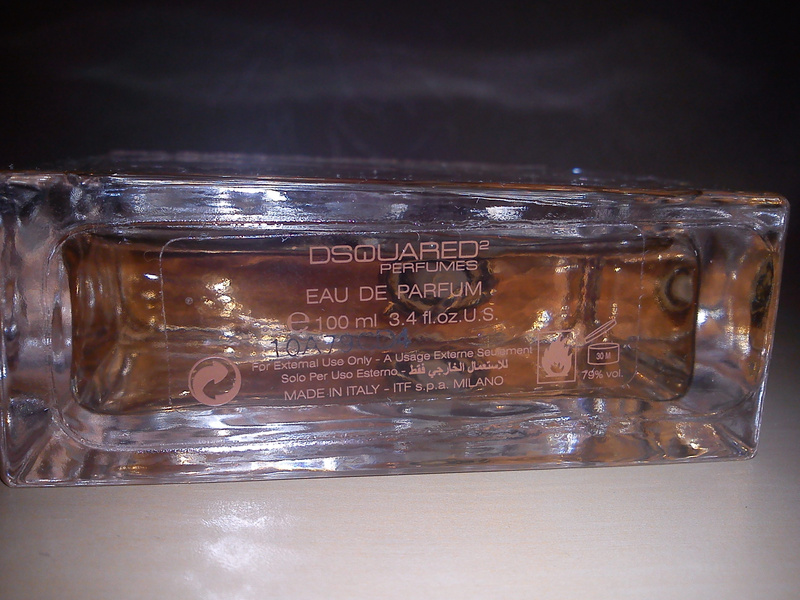 DSQUARED²
PERFUMES
EAU DE PARFUM
℮ 100 ml 3.4 fl.oz.U.S.
For External Use Only - A Usage Externe Seulement
Solo Per Uso Esterno - للاستعمال الخارجي فقط
MADE IN ITALY - ITF s.p.a. MILANO
30 M
79% vol.